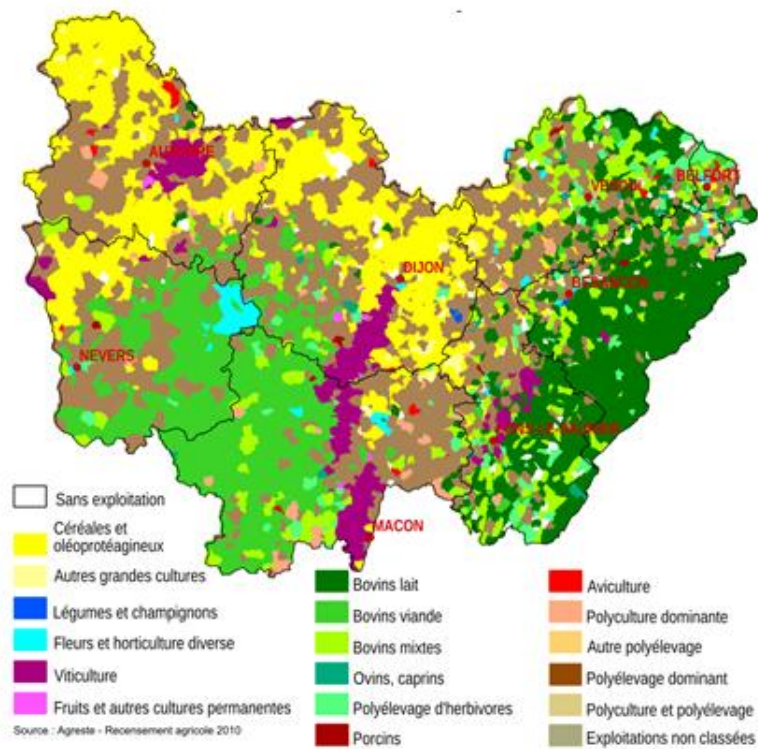 AUXERRE
VESOUL
BELFORT
DIJON
BESANCON
NEVERS
LONS-LE-SAUNIER
MACON
Sans exploitation
Céréales et
oléoprotéagineux
Autres grandes cultures
Légumes et champignons
Fleurs et horticulture diverse
Viticulture
Fruits et autres cultures permanentes
Source : Agreste - Recensement agricole 2010
Bovins lait
Bovins viande
Bovins mixtes
Ovins, caprins
Polyélevage d'herbivores
Porcins
Aviculture
Polyculture dominante
Autre polyélevage
Polyélevage dominant
Polyculture et polyélevage
Exploitations non classées